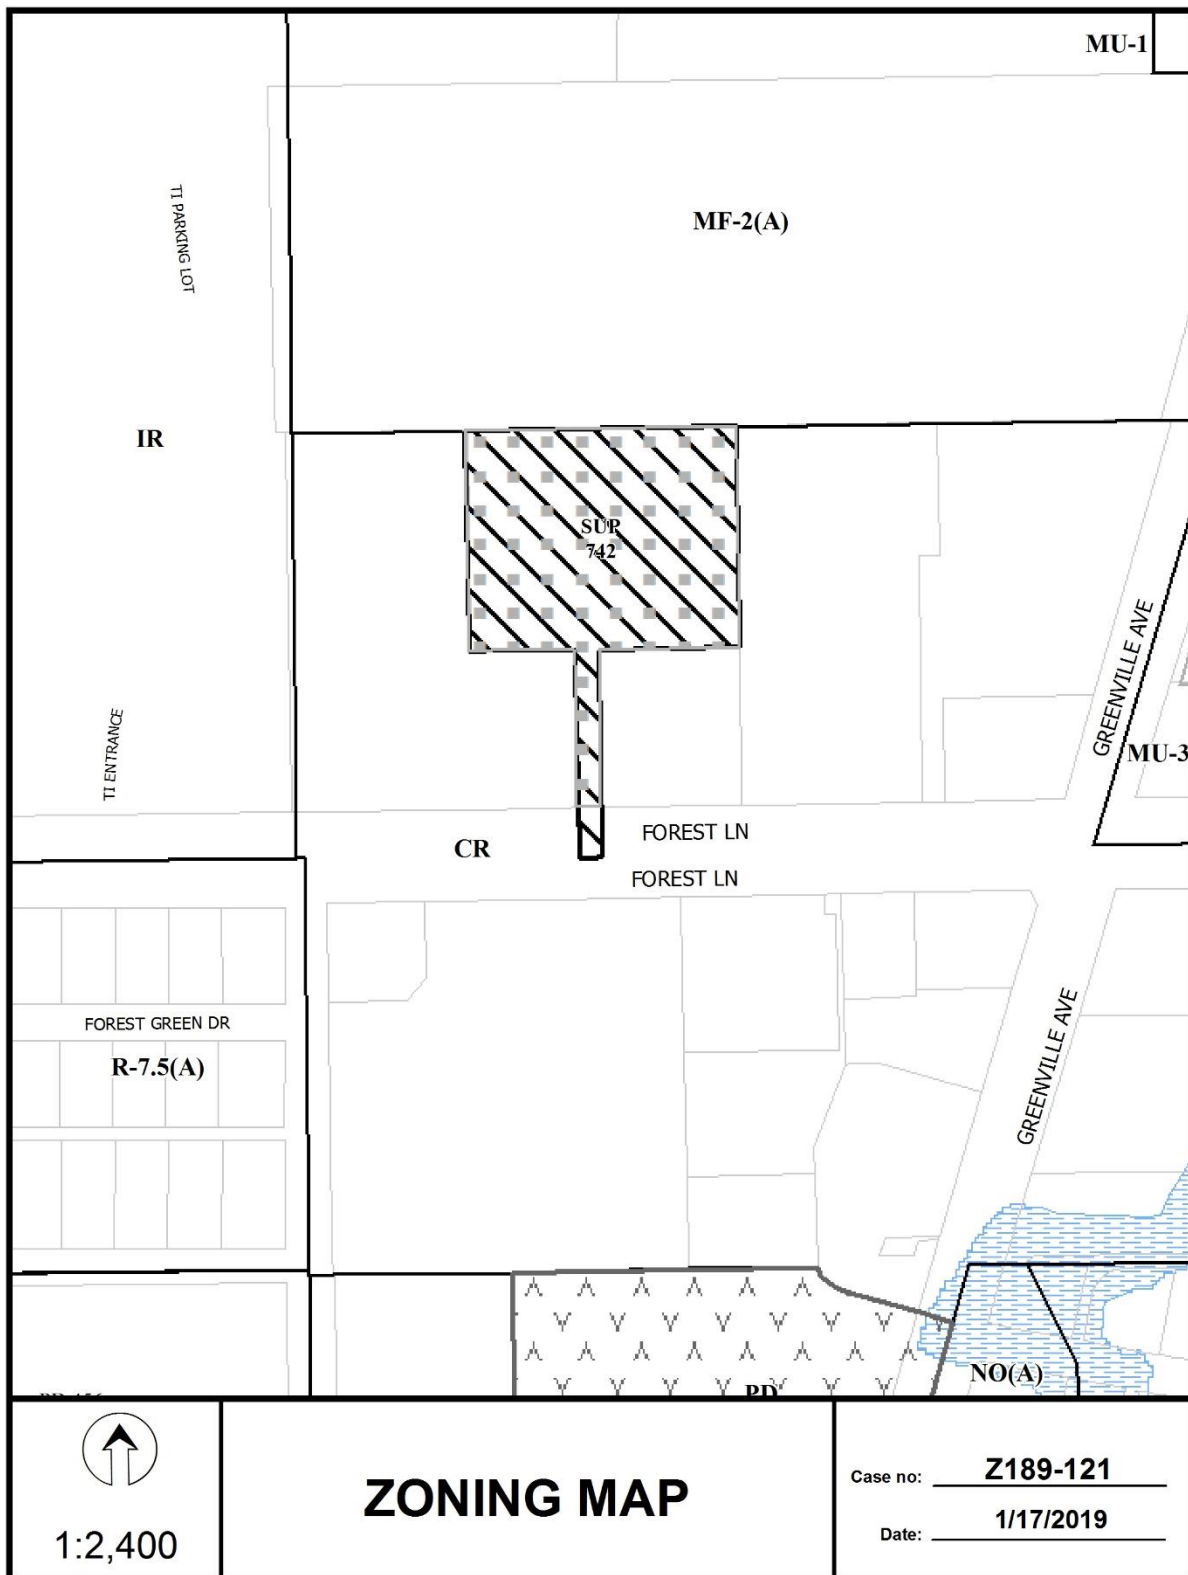 MU-1
TI PARKING LOT
MF-2(A)
IR
SUP
742
GREENVILLE AVE
TI ENTRANCE
MU-3
FOREST LN
CR
FOREST LN
FOREST GREEN DR
R-7.5(A)
GREENVILLE AVE
NO(A)
PD
1:2,400
ZONING MAP
Case no: Z189-121
Date: 1/17/2019